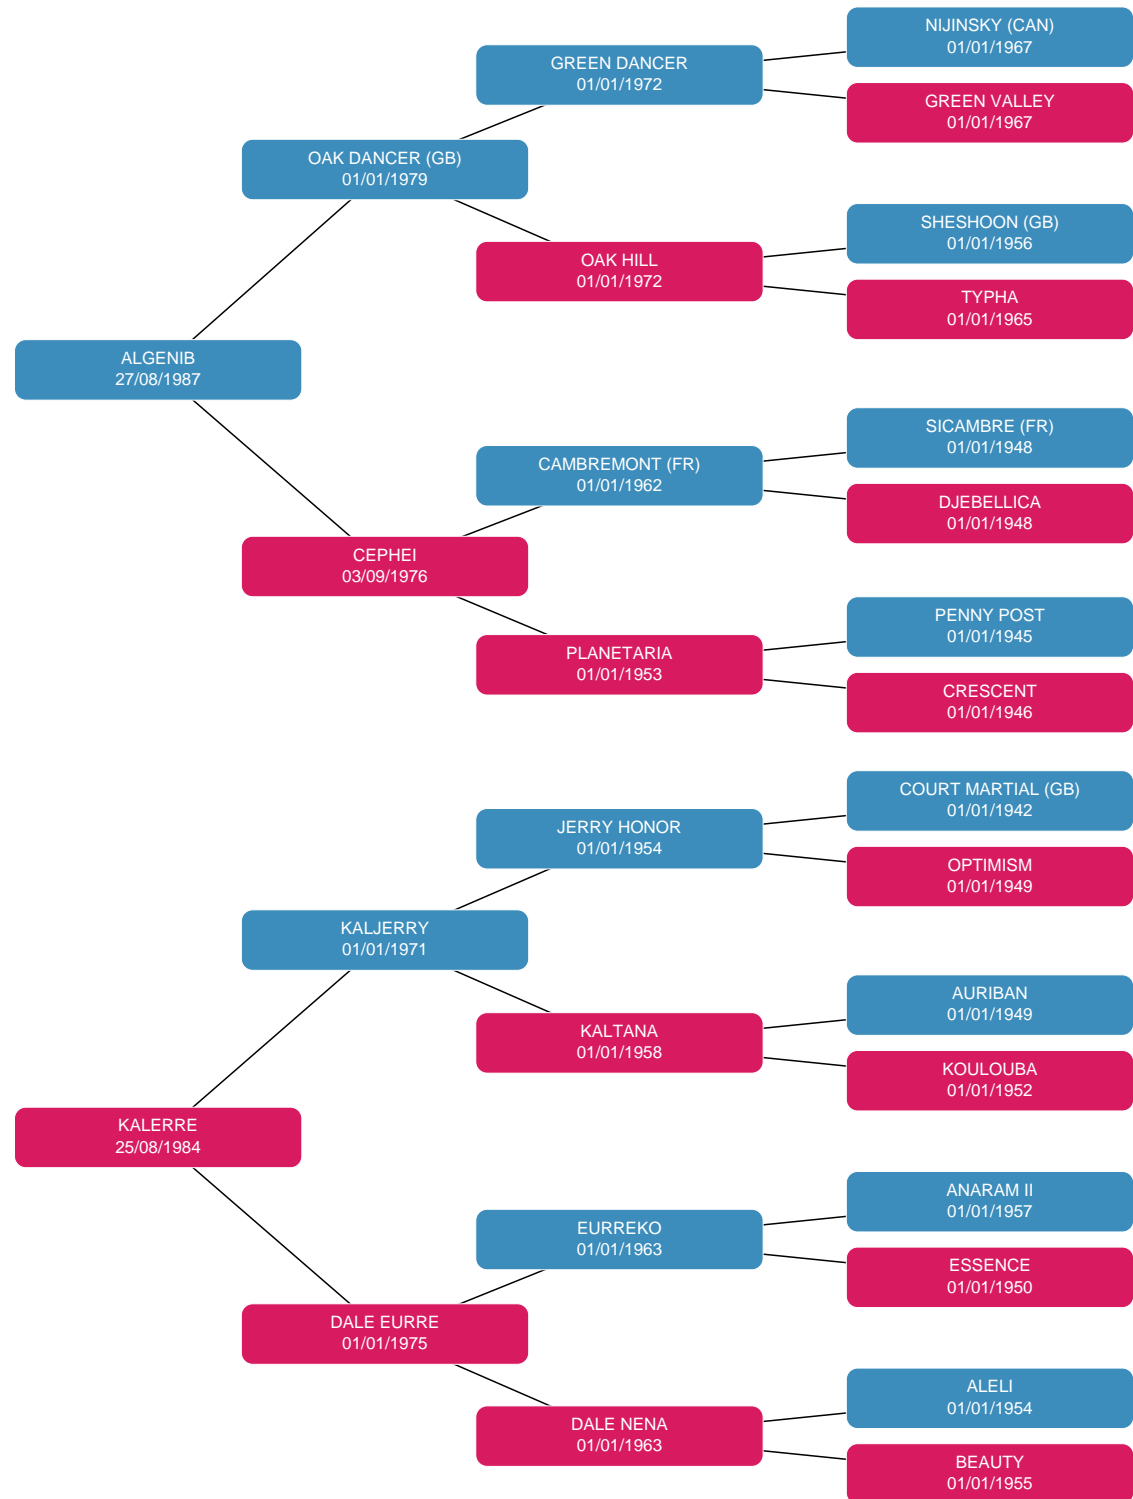 NIJINSKY (CAN)
01/01/1967
GREEN DANCER
01/01/1972
GREEN VALLEY
01/01/1967
OAK DANCER (GB)
01/01/1979
SHESHOON (GB)
01/01/1956
OAK HILL
01/01/1972
TYPHA
01/01/1965
ALGENIB
27/08/1987
SICAMBRE (FR)
01/01/1948
CAMBREMONT (FR)
01/01/1962
DJEBELLICA
01/01/1948
CEPHEI
03/09/1976
PENNY POST
01/01/1945
PLANETARIA
01/01/1953
CRESCENT
01/01/1946
COURT MARTIAL (GB)
01/01/1942
JERRY HONOR
01/01/1954
OPTIMISM
01/01/1949
KALJERRY
01/01/1971
AURIBAN
01/01/1949
KALTANA
01/01/1958
KOULOUBA
01/01/1952
KALERRE
25/08/1984
ANARAM II
01/01/1957
EURREKO
01/01/1963
ESSENCE
01/01/1950
DALE EURRE
01/01/1975
ALELI
01/01/1954
DALE NENA
01/01/1963
BEAUTY
01/01/1955